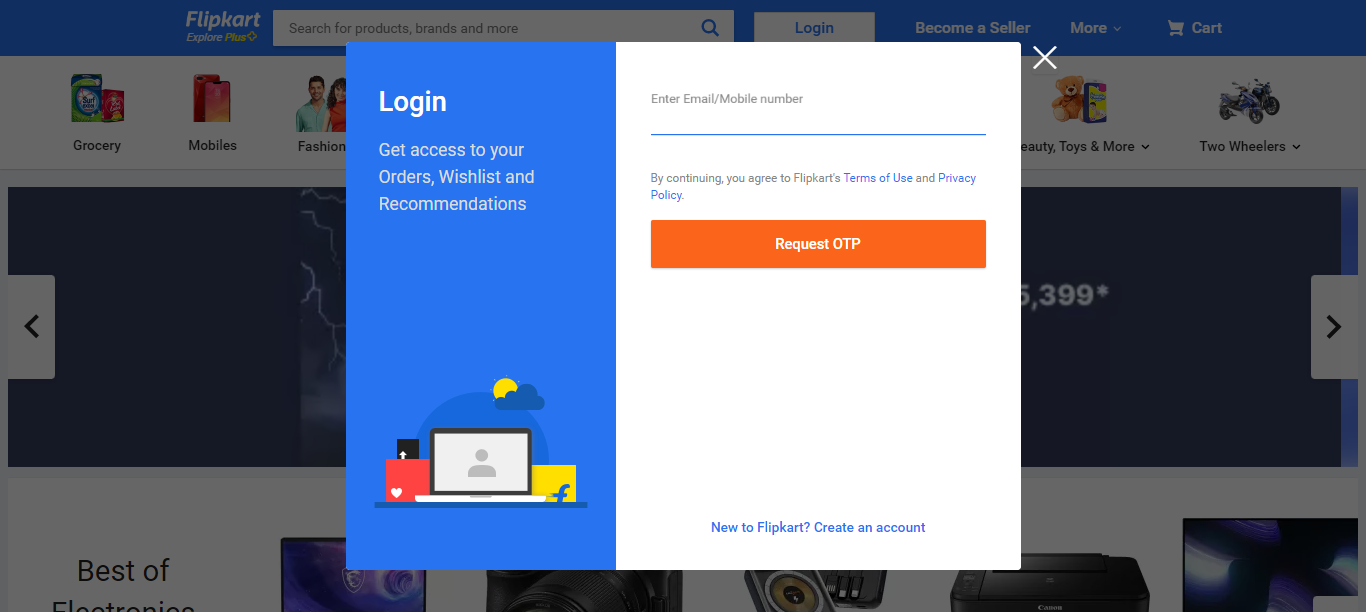 Flipkart
Explore Plus
Search for products, brands and more
Login
Become a Seller
More
Cart
Grocery
Mobiles
Fashion
eauty, Toys & More
Two Wheelers
Login
Get access to your
Orders, Wishlist and
Recommendations
Enter Email/Mobile number
By continuing, you agree to Flipkart's Terms of Use and Privacy
Policy.
Request OTP
New to Flipkart? Create an account
5,399*
Best of
Electronics
Canon